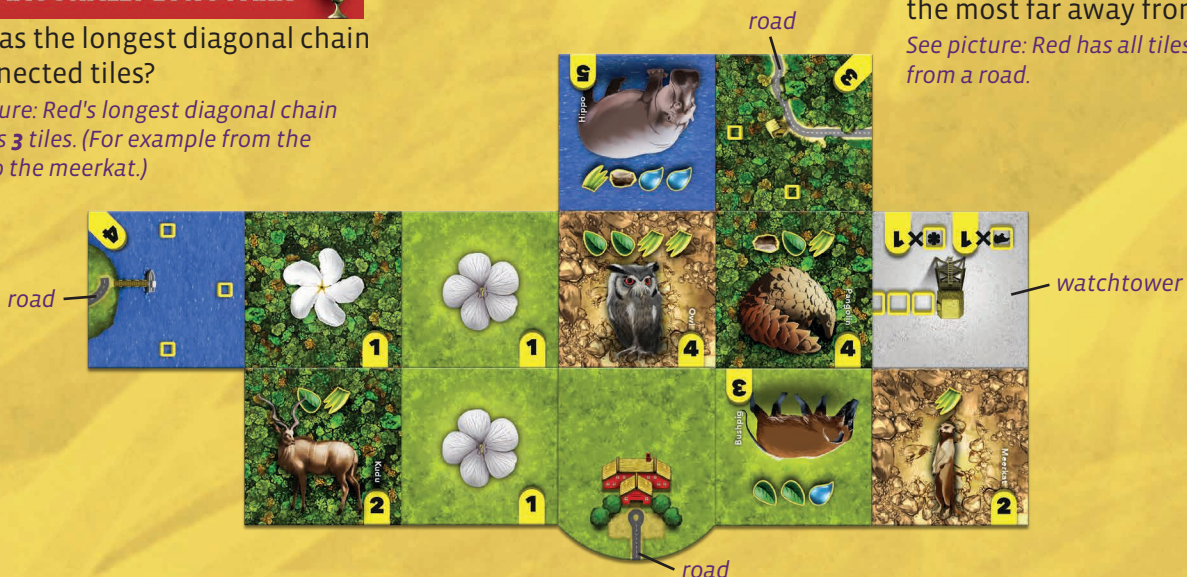 as the longest diagonal chain
nected tiles?
ure: Red's longest diagonal chain
s 3 tiles. (For example from the
o the meerkat.)
the most far away from
See picture: Red has all tiles
from a road.
road
5
Hippo
3
4
road
1
1
Owl
4
Pangolin
4
1×
1×
watchtower
Kudu
2
1
3
Bushpig
Meerkat
2
road